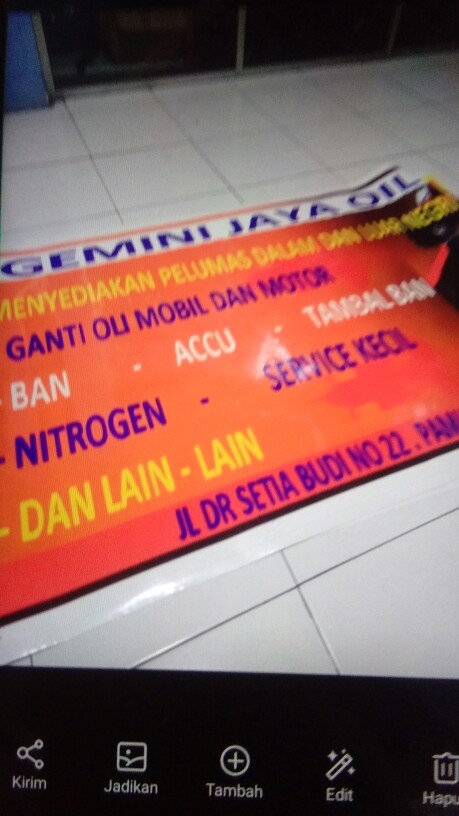 GEMINI JAYA OIL
MENYEDIAKAN PELUMAS DALAM DAN LUAR NEGERI
GANTI OLI MOBIL DAN MOTOR
- BAN - ACCU - TAMBAL BAN
- NITROGEN - SERVICE KECIL
- DAN LAIN - LAIN
JL DR SETIA BUDI NO 22 .
Kirim
Jadikan
Tambah
Edit